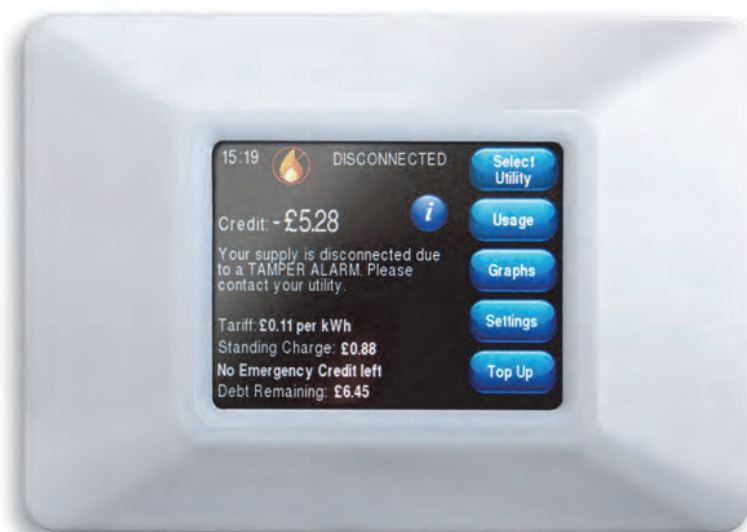 15:19 DISCONNECTED
Credit: - £5.28
i
Your supply is disconnected due
to a TAMPER ALARM. Please
contact your utility.
Tariff: £0.11 per kWh
Standing Charge: £0.88
No Emergency Credit left
Debt Remaining: £6.45
Select
Utility
Usage
Graphs
Settings
Top Up